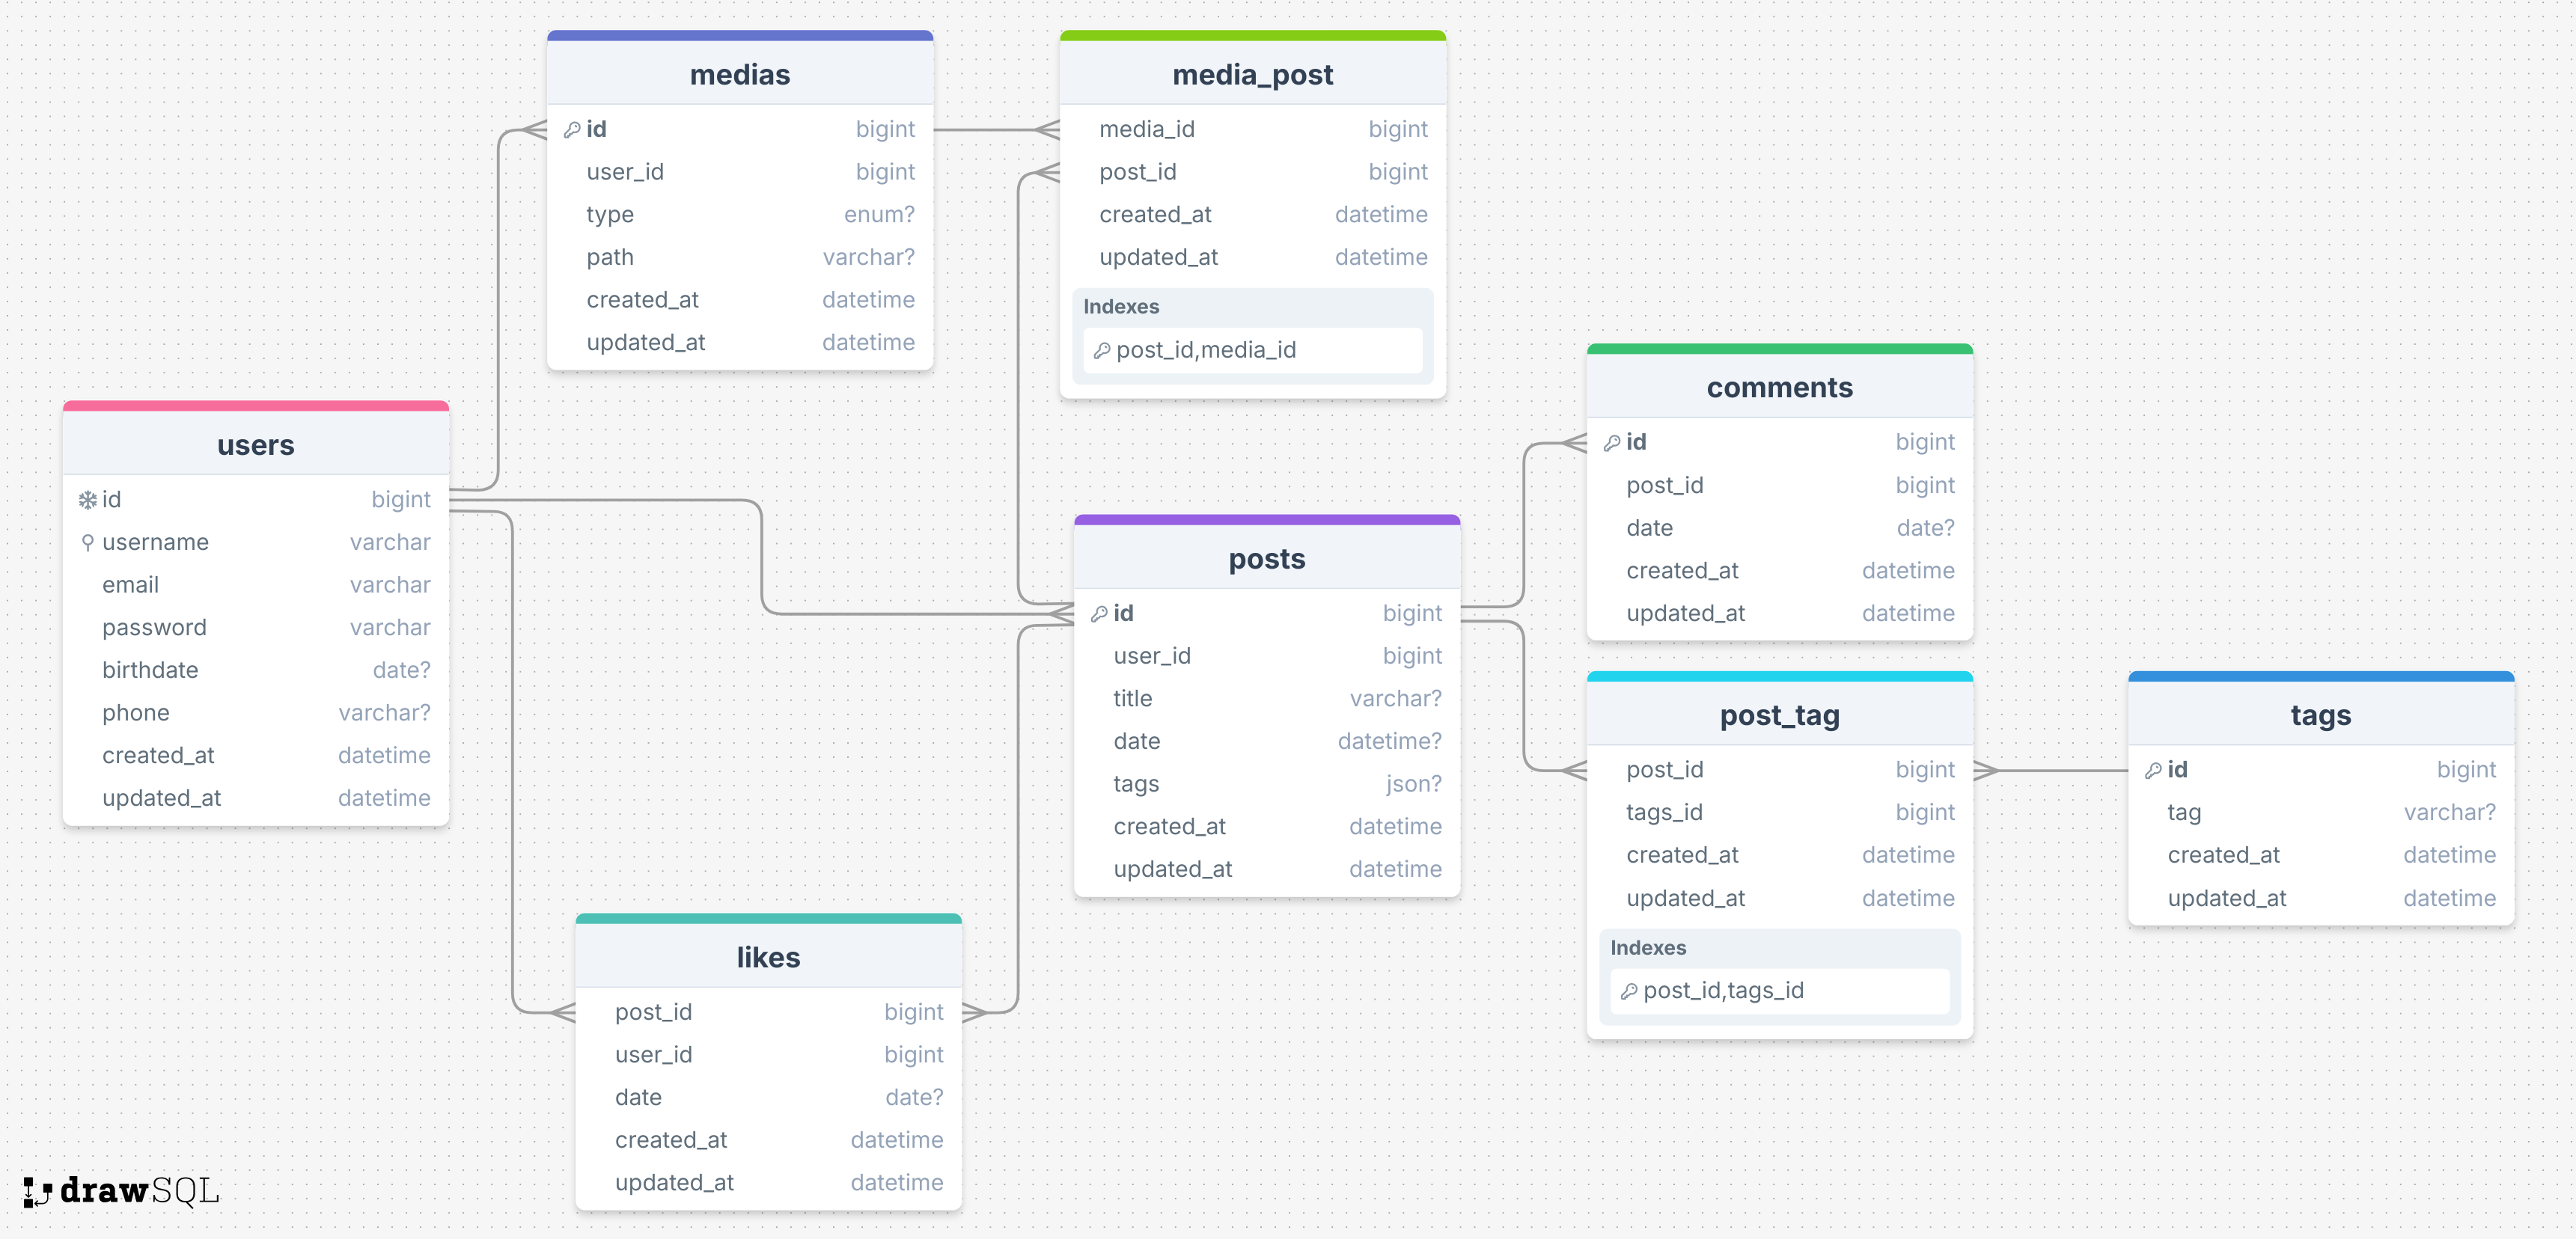 medias
id bigint
user_id bigint
type enum?
path varchar?
created_at datetime
updated_at datetime
media_post
media_id bigint
post_id bigint
created_at datetime
updated_at datetime
Indexes
post_id,media_id
users
id bigint
username varchar
email varchar
password varchar
birthdate date?
phone varchar?
created_at datetime
updated_at datetime
posts
id bigint
user_id bigint
title varchar?
date datetime?
tags json?
created_at datetime
updated_at datetime
comments
id bigint
post_id bigint
date date?
created_at datetime
updated_at datetime
post_tag
post_id bigint
tags_id bigint
created_at datetime
updated_at datetime
Indexes
post_id,tags_id
tags
id bigint
tag varchar?
created_at datetime
updated_at datetime
likes
post_id bigint
user_id bigint
date date?
created_at datetime
updated_at datetime
drawSQL